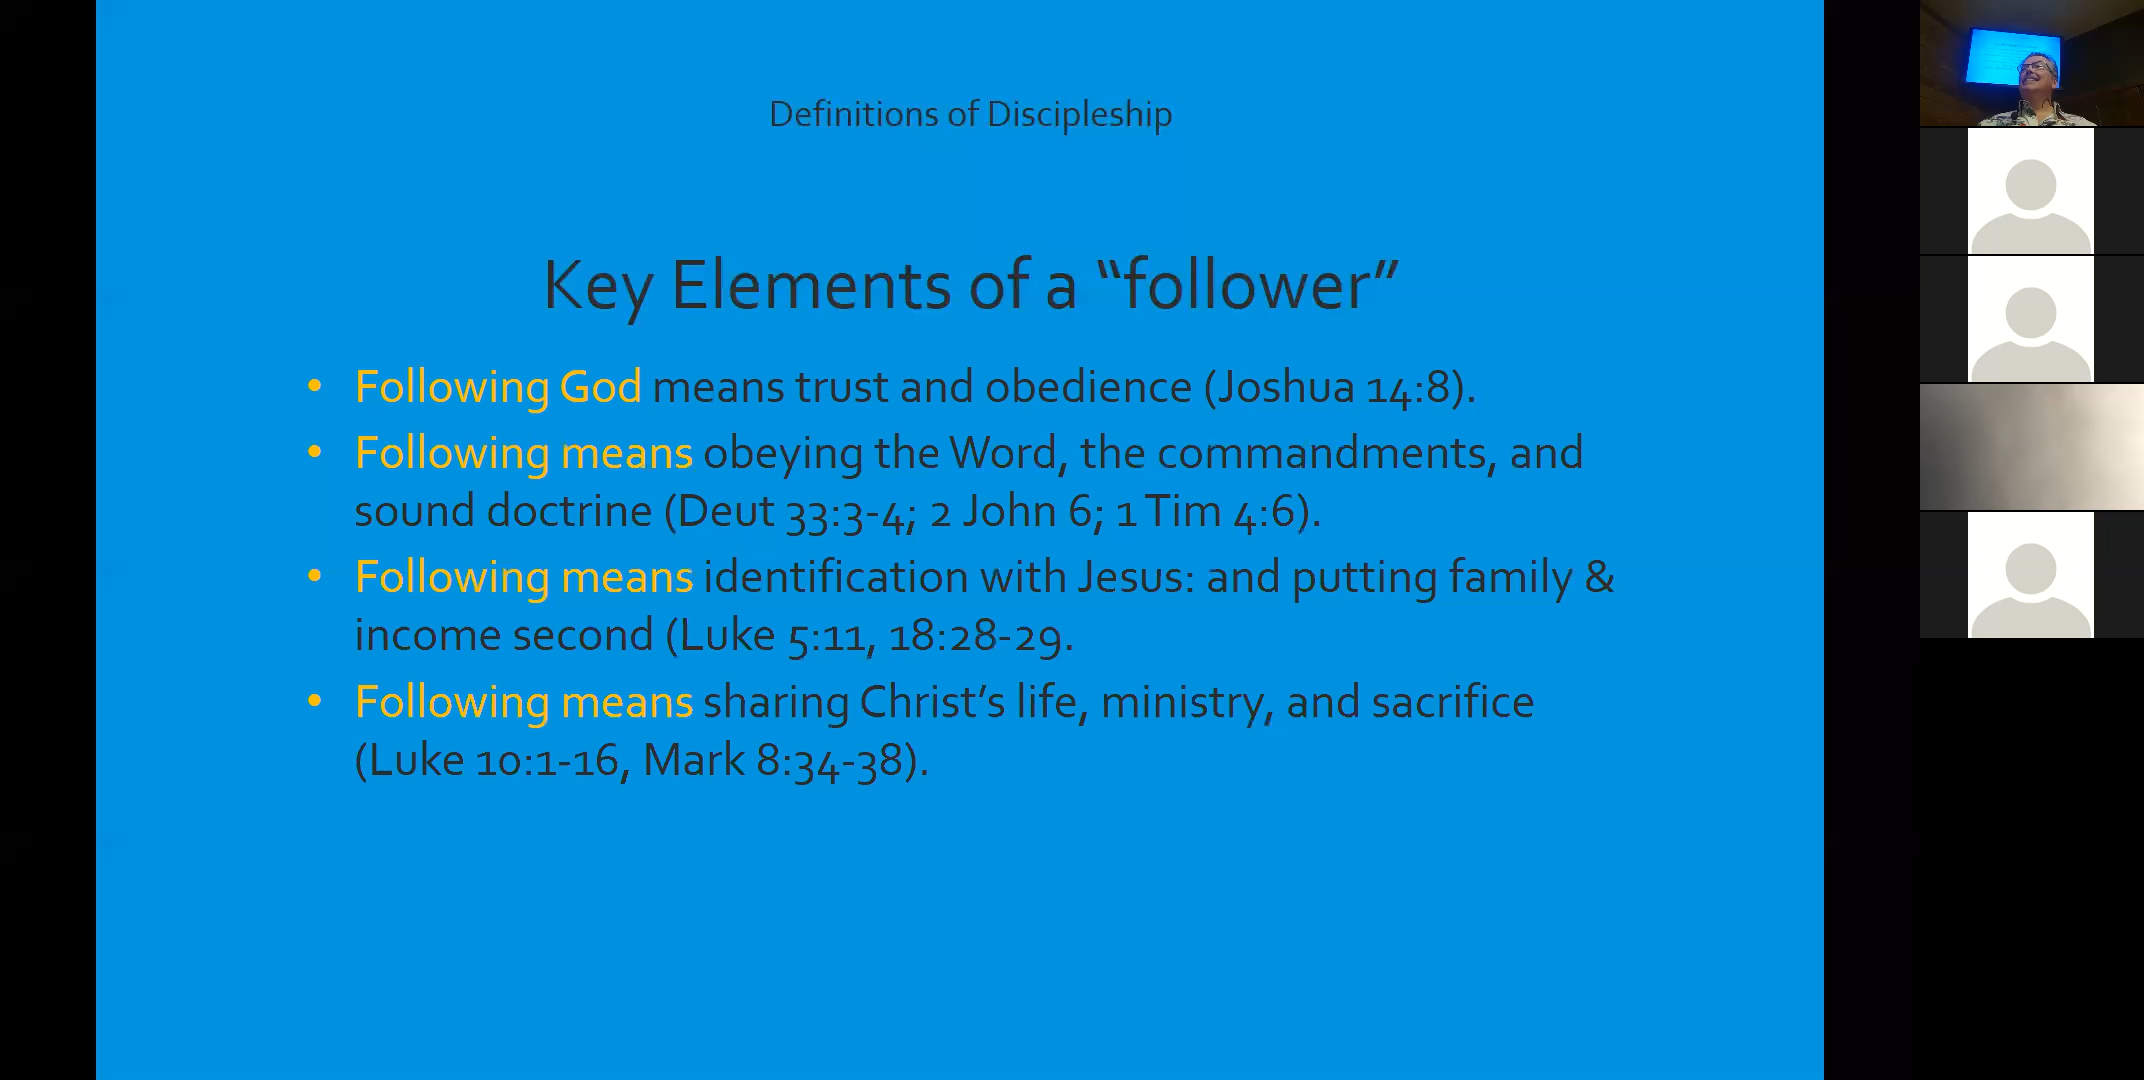 Definitions of Discipleship
Key Elements of a “follower”
• Following God means trust and obedience (Joshua 14:8).
• Following means obeying the Word, the commandments, and
sound doctrine (Deut 33:3-4; 2 John 6; 1 Tim 4:6).
• Following means identification with Jesus: and putting family &
income second (Luke 5:11, 18:28-29.
• Following means sharing Christ’s life, ministry, and sacrifice
(Luke 10:1-16, Mark 8:34-38).